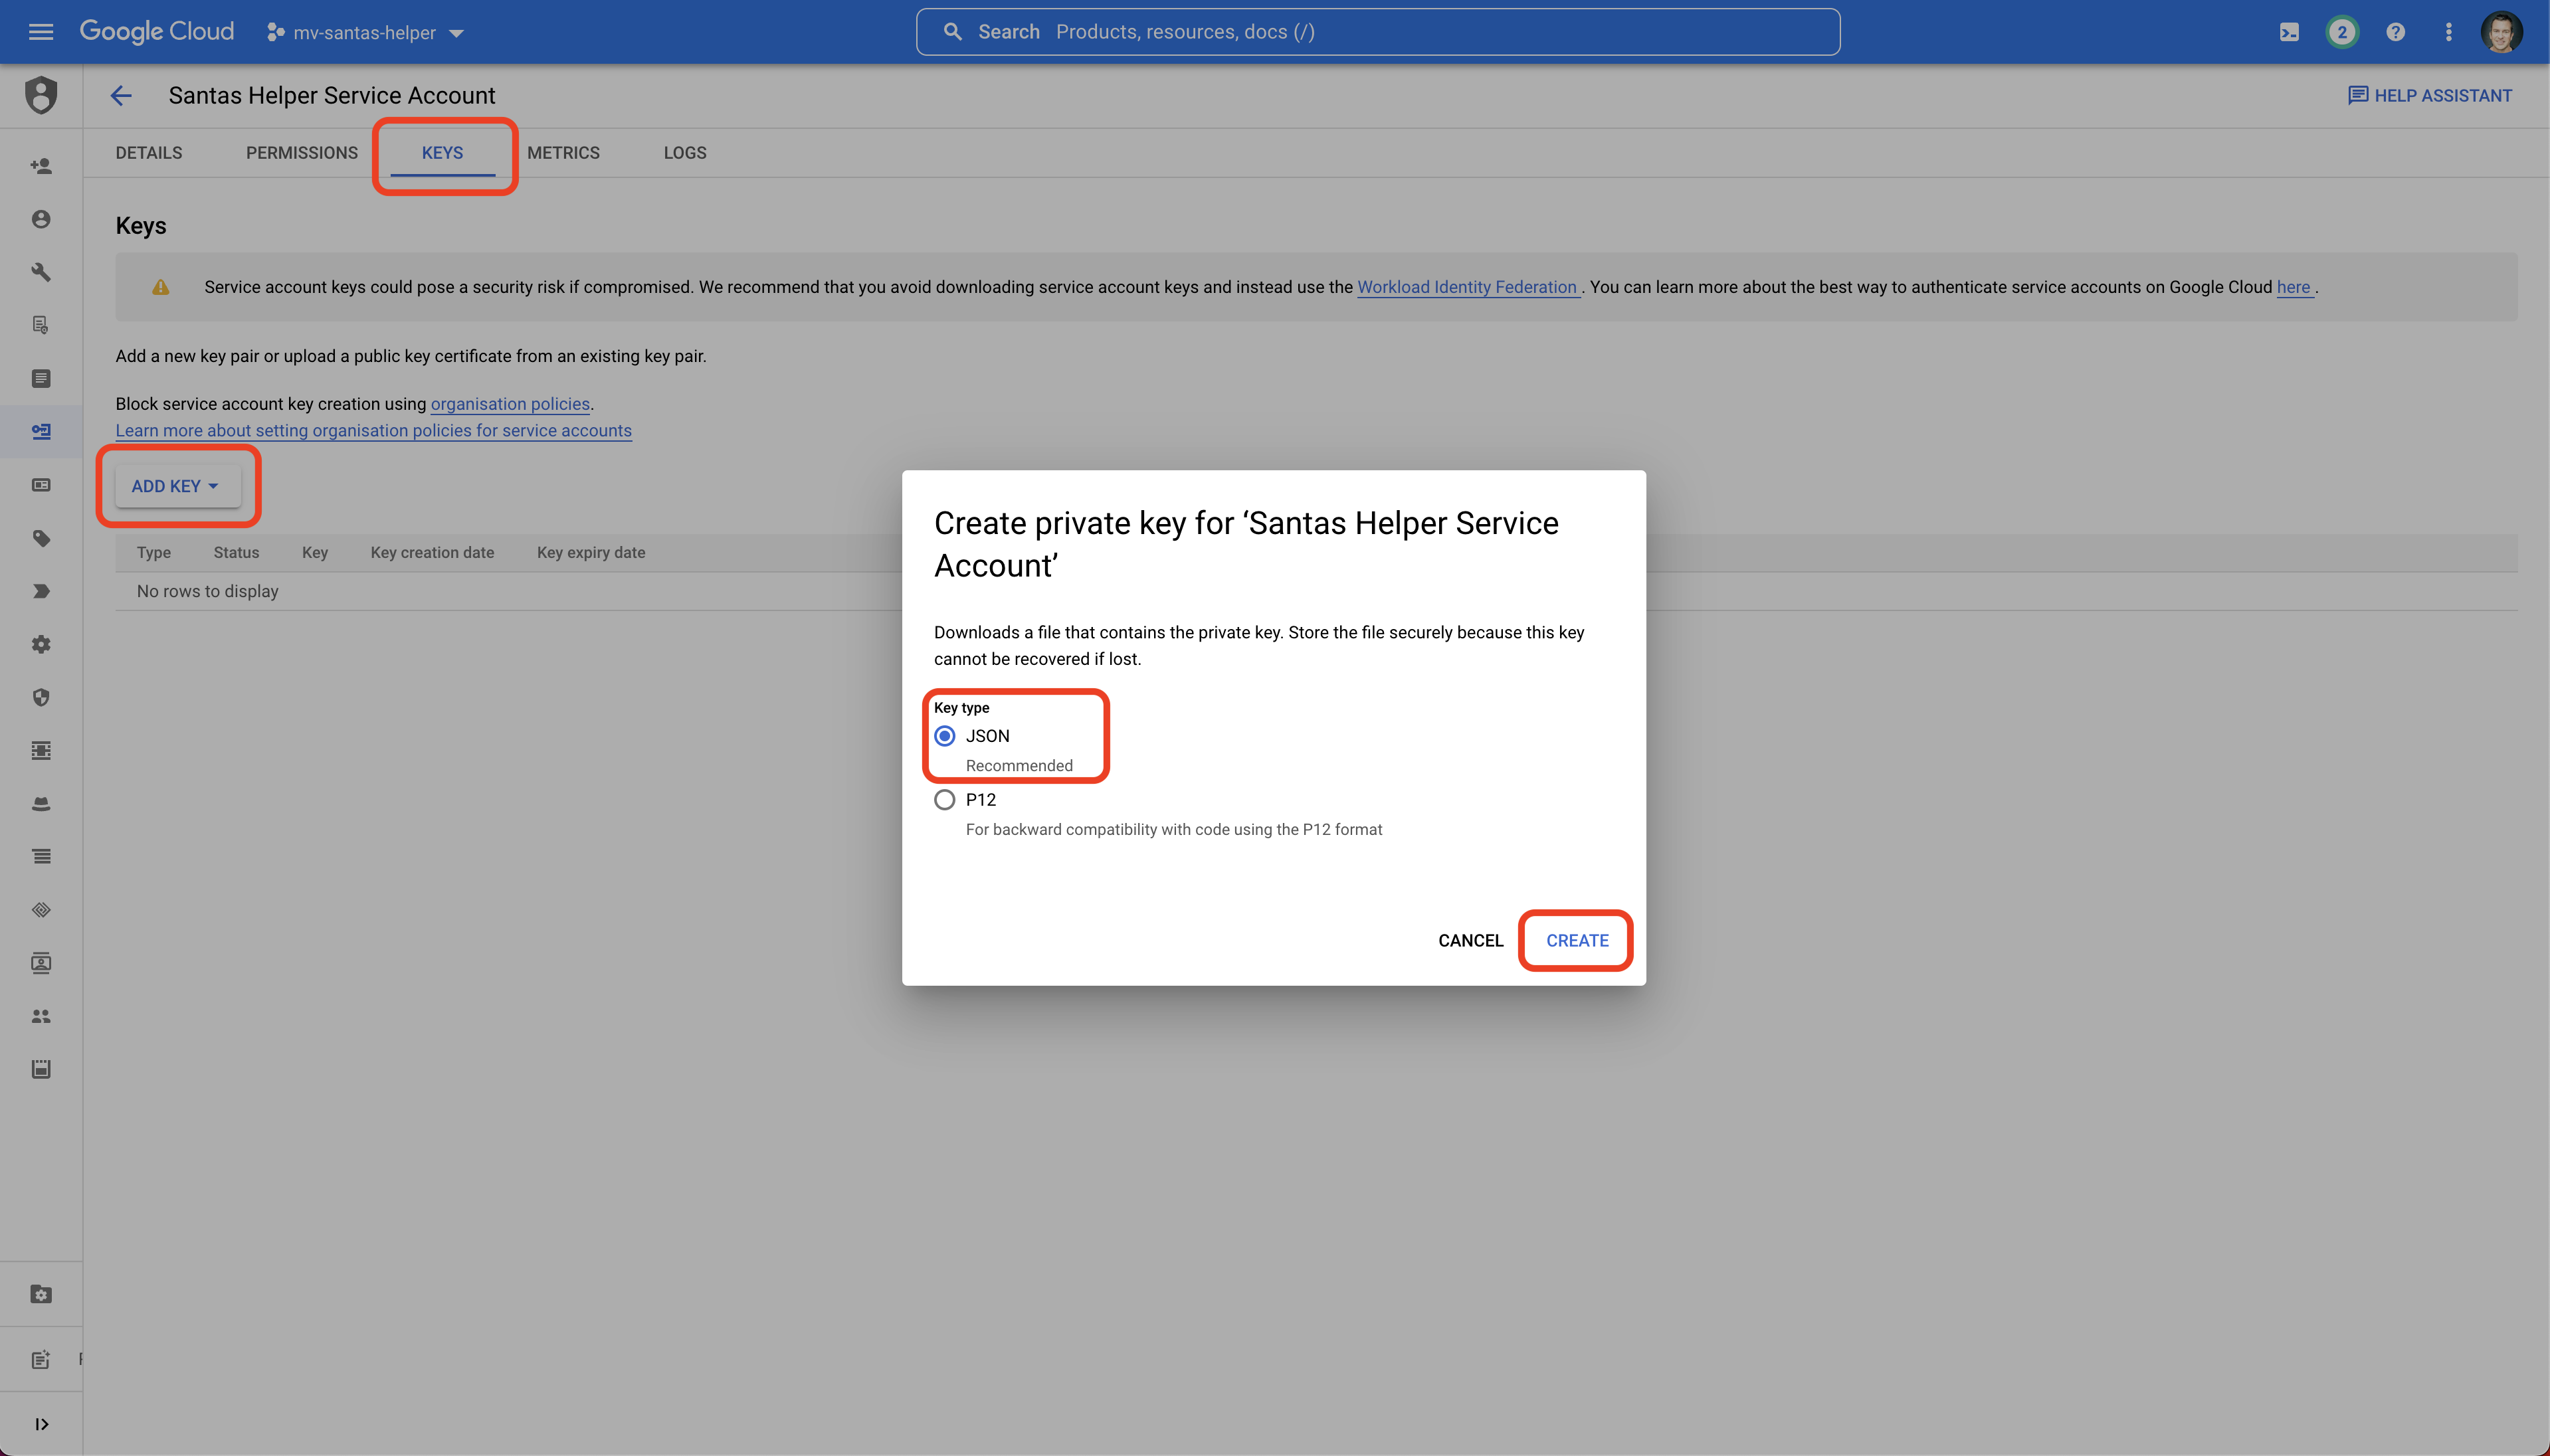 Google Cloud
mv-santas-helper
Search Products, resources, docs (/)
2
Santas Helper Service Account
HELP ASSISTANT
DETAILS PERMISSIONS KEYS METRICS LOGS
Keys
Service account keys could pose a security risk if compromised. We recommend that you avoid downloading service account keys and instead use the Workload Identity Federation . You can learn more about the best way to authenticate service accounts on Google Cloud here .
Add a new key pair or upload a public key certificate from an existing key pair.
Block service account key creation using organisation policies.
Learn more about setting organisation policies for service accounts
ADD KEY
Type Status Key Key creation date Key expiry date
No rows to display
Create private key for ‘Santas Helper Service
Account’
Downloads a file that contains the private key. Store the file securely because this key
cannot be recovered if lost.
Key type
JSON
Recommended
P12
For backward compatibility with code using the P12 format
CANCEL CREATE